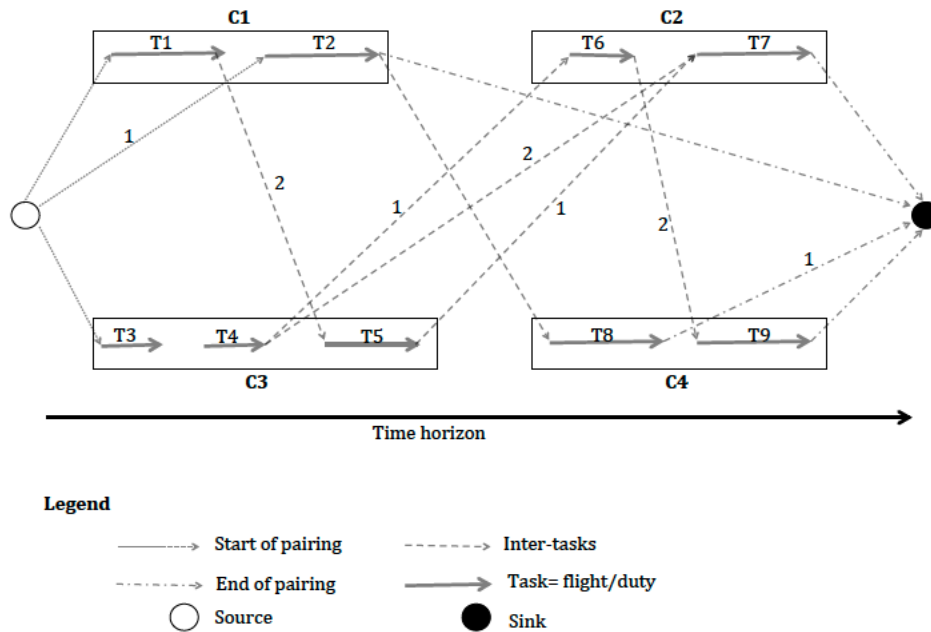 C1 C2
T1 T2 T6 T7
1
2
2
1
1
2
1
T3 T4 T5 T8 T9
C3 C4
Time horizon
Legend
Start of pairing Inter-tasks
End of pairing Task= flight/duty
Source Sink